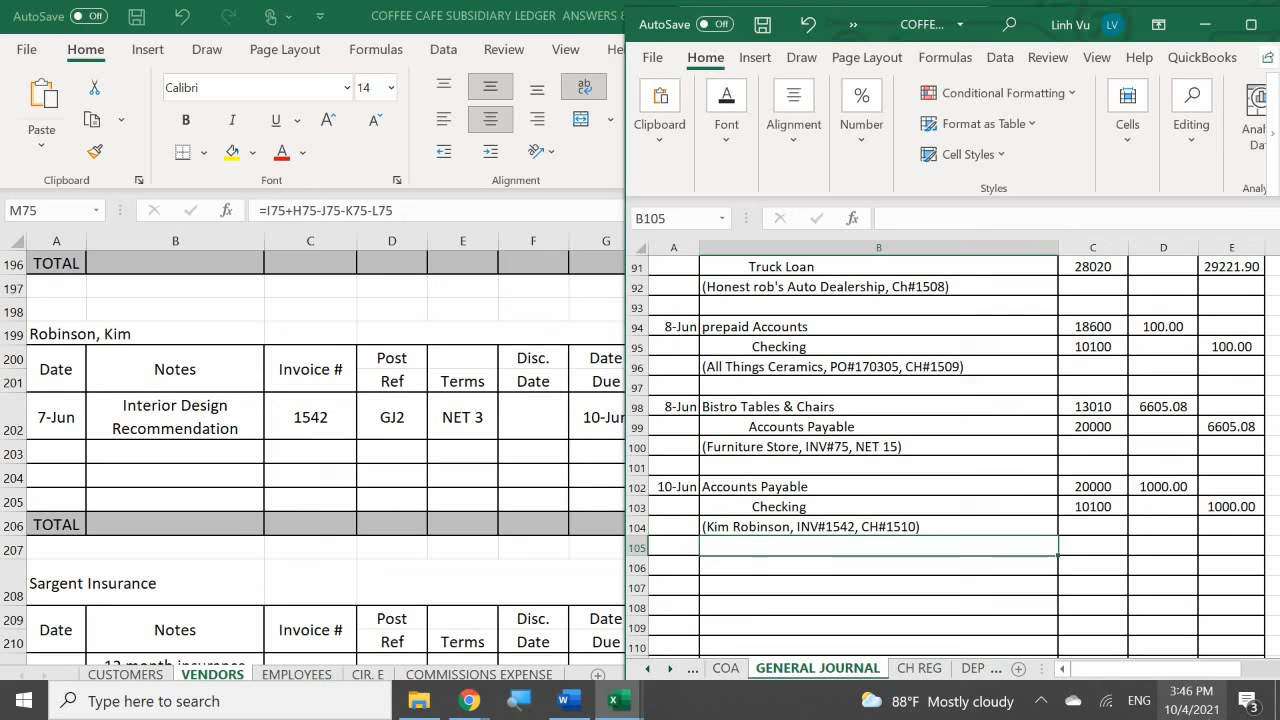 AutoSave Off COFFEE CAFE SUBSIDIARY LEDGER ANSWERS &
File Home Insert Draw Page Layout Formulas Data Review View He
Paste
Clipboard
Calibri 14
B I U A A
ab
A
Font
Alignment
M75 fx =I75+H75-J75-K75-L75
A B C D E F G
196 TOTAL
197
198
199 Robinson, Kim
200 Date Notes Invoice # Post Disc. Date
201 Ref Terms Date Due
202 7-Jun Interior Design Recommendation 1542 GJ2 NET 3 10-Jun
203
204
205
206 TOTAL
207
208 Sargent Insurance
209 Date Notes Invoice # Post Disc. Date
210 Ref Terms Date Due
12 month insurance
CUSTOMERS VENDORS EMPLOYEES CIR. E COMMISSIONS EXPENSE
AutoSave Off » COFFE... Linh Vu LV
File Home Insert Draw Page Layout Formulas Data Review View Help QuickBooks
Clipboard
A
Font
Alignment
%
Number
Conditional Formatting
Format as Table
Cell Styles
Styles
Cells
Editing
Anal
Da
Analy
B105 fx
A B C D E
91 Truck Loan 28020 29221.90
92 (Honest rob's Auto Dealership, Ch#1508)
93
94 8-Jun prepaid Accounts 18600 100.00
95 Checking 10100 100.00
96 (All Things Ceramics, PO#170305, CH#1509)
97
98 8-Jun Bistro Tables & Chairs 13010 6605.08
99 Accounts Payable 20000 6605.08
100 (Furniture Store, INV#75, NET 15)
101
102 10-Jun Accounts Payable 20000 1000.00
103 Checking 10100 1000.00
104 (Kim Robinson, INV#1542, CH#1510)
105
106
107
108
109
110
... COA GENERAL JOURNAL CH REG DEP ...
Type here to search
W
88°F Mostly cloudy
ENG
3:46 PM
10/4/2021
3